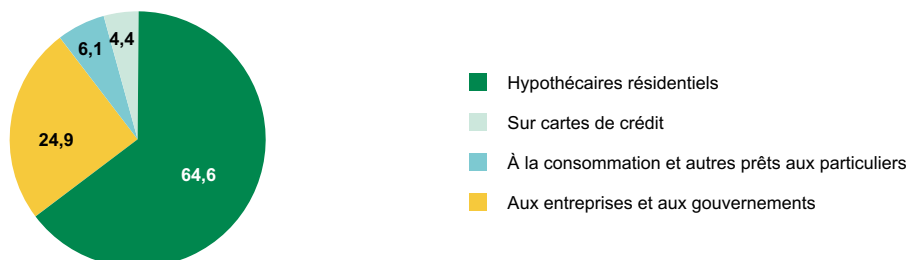 6,1
4,4
24,9
64,6
Hypothécaires résidentiels
Sur cartes de crédit
À la consommation et autres prêts aux particuliers
Aux entreprises et aux gouvernements